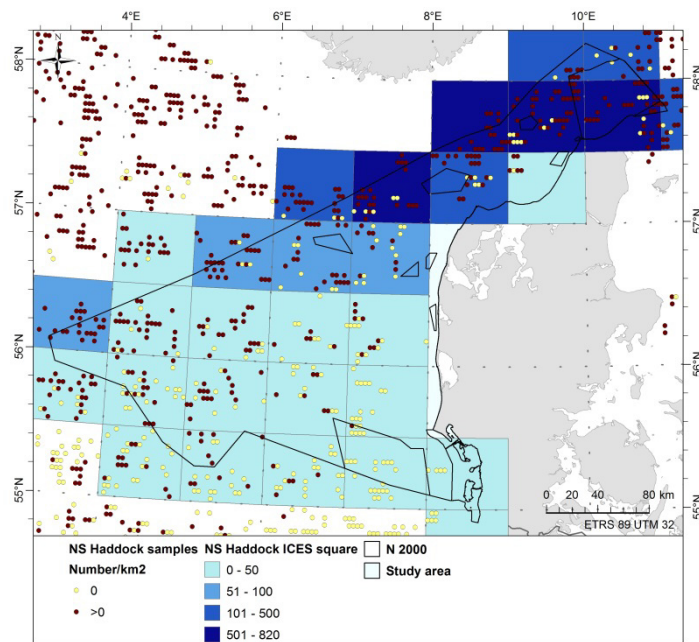 4°E 6°E 8°E 10°E
N
58°N 58°N
57°N 57°N
56°N 56°N
55°N 55°N
0 20 40 80 km
ETRS 89 UTM 32
NS Haddock samples NS Haddock ICES square N 2000
Number/km2 0 - 50 Study area
0 51 - 100
>0 101 - 500
501 - 820